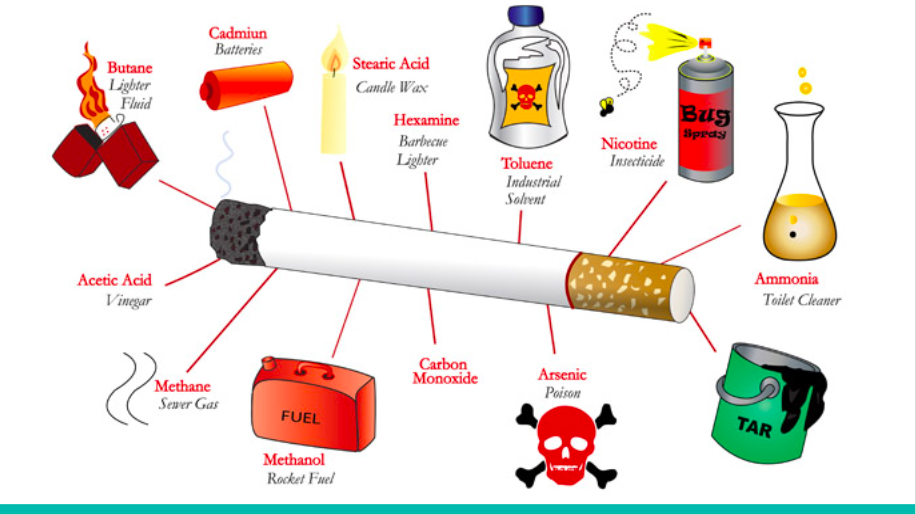 Cadmiun
Batteries
Butane
Lighter
Fluid
Stearic Acid
Candle Wax
Hexamine
Barbecue
Lighter
Toluene
Industrial
Solvent
Nicotine
Insecticide
Bug
Spray
Ammonia
Toilet Cleaner
Acetic Acid
Vinegar
Methane
Sewer Gas
FUEL
Methanol
Rocket Fuel
Carbon
Monoxide
Arsenic
Poison
TAR